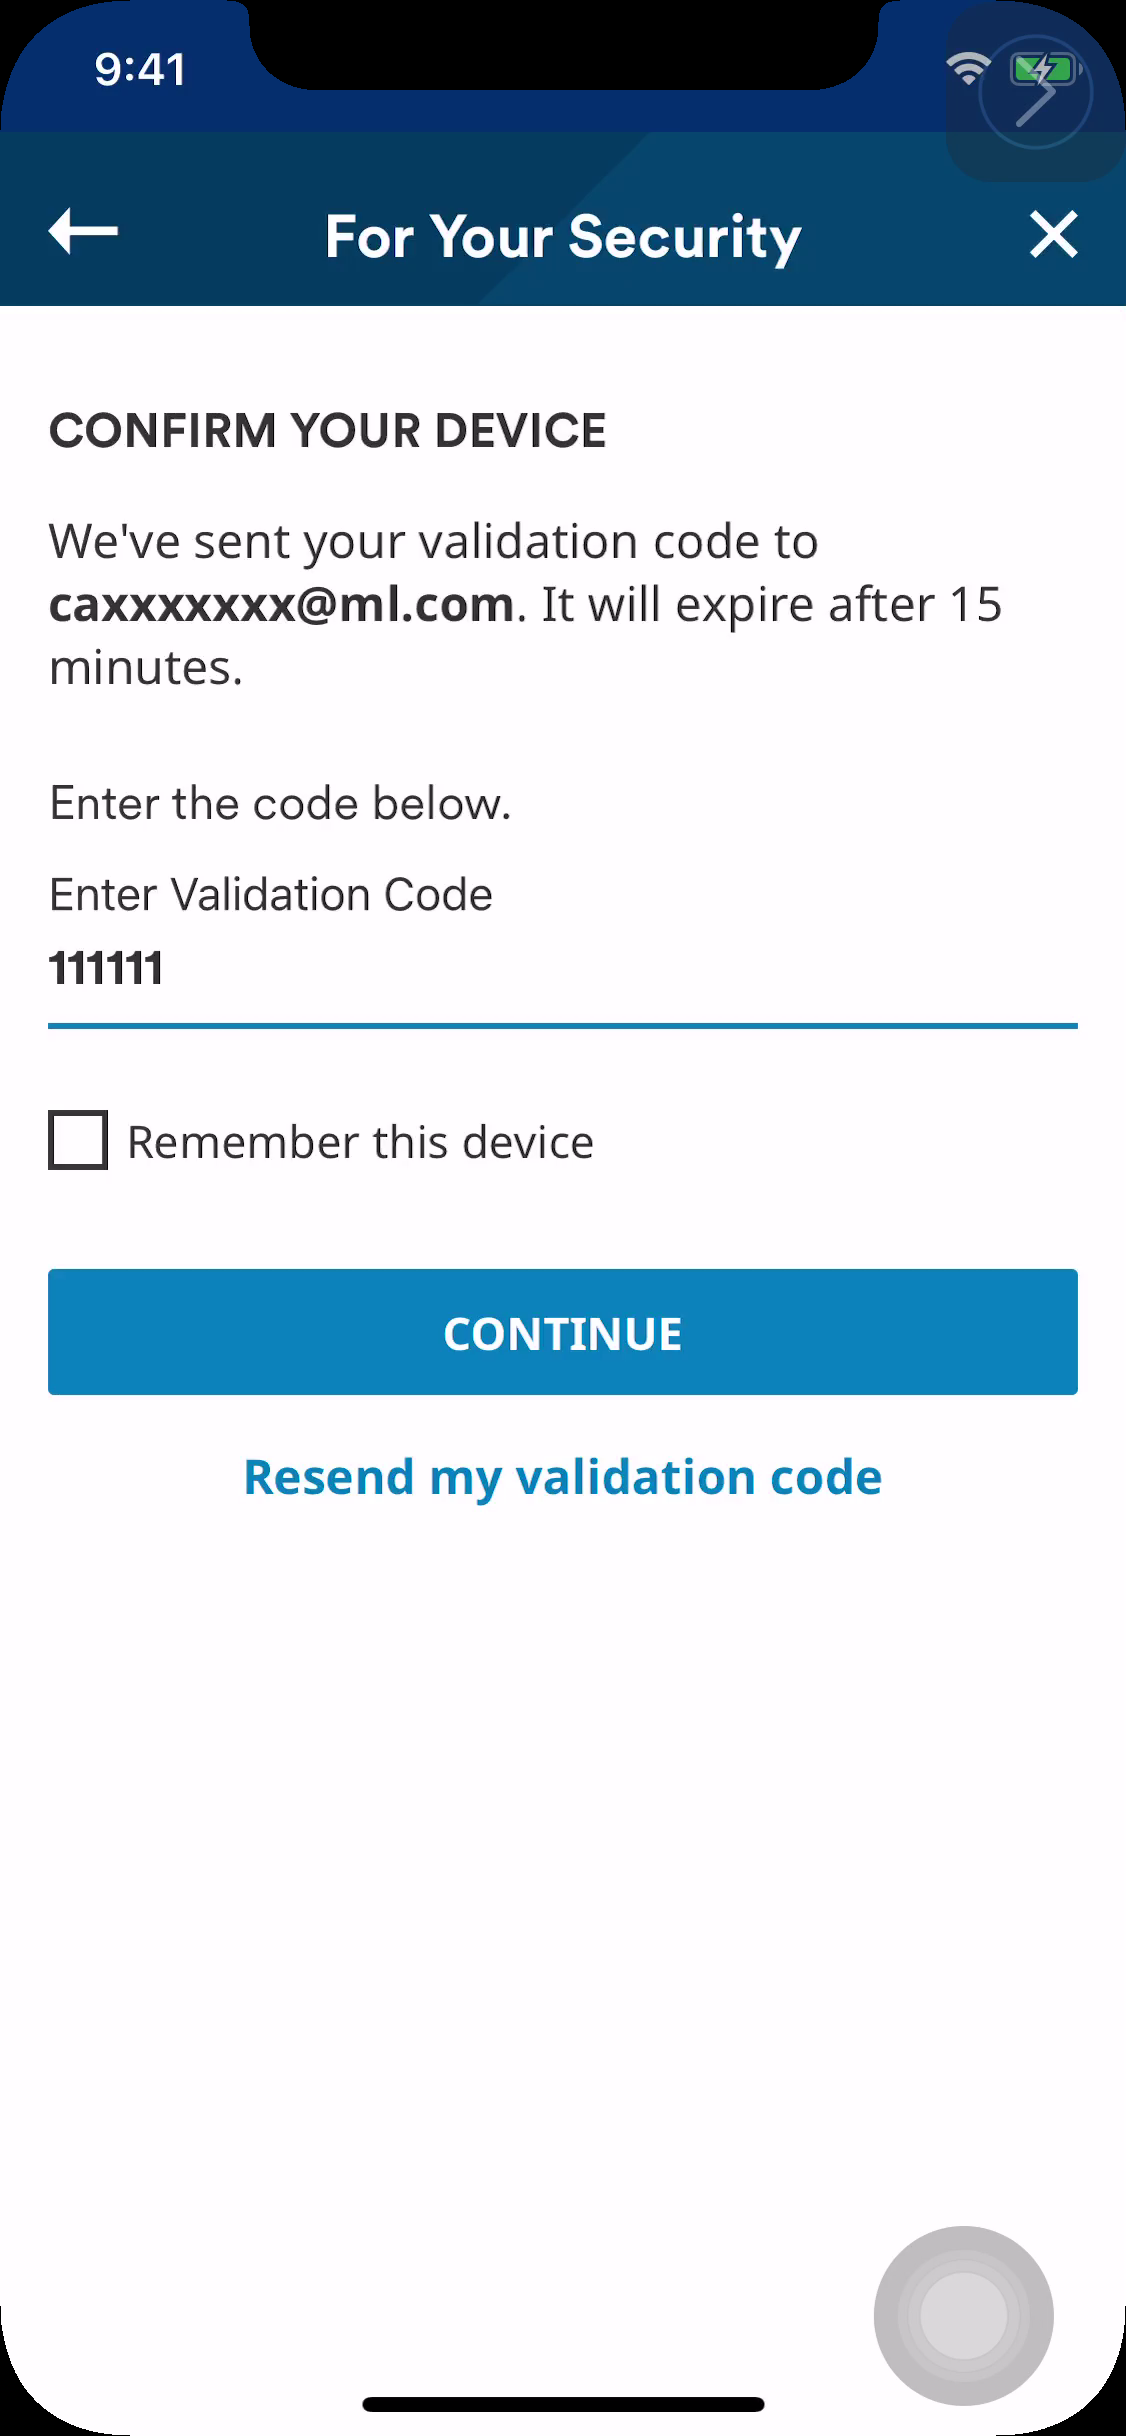 9:41
For Your Security
CONFIRM YOUR DEVICE
We've sent your validation code to
caxxxxxxx@ml.com. It will expire after 15
minutes.
Enter the code below.
Enter Validation Code
111111
Remember this device
CONTINUE
Resend my validation code